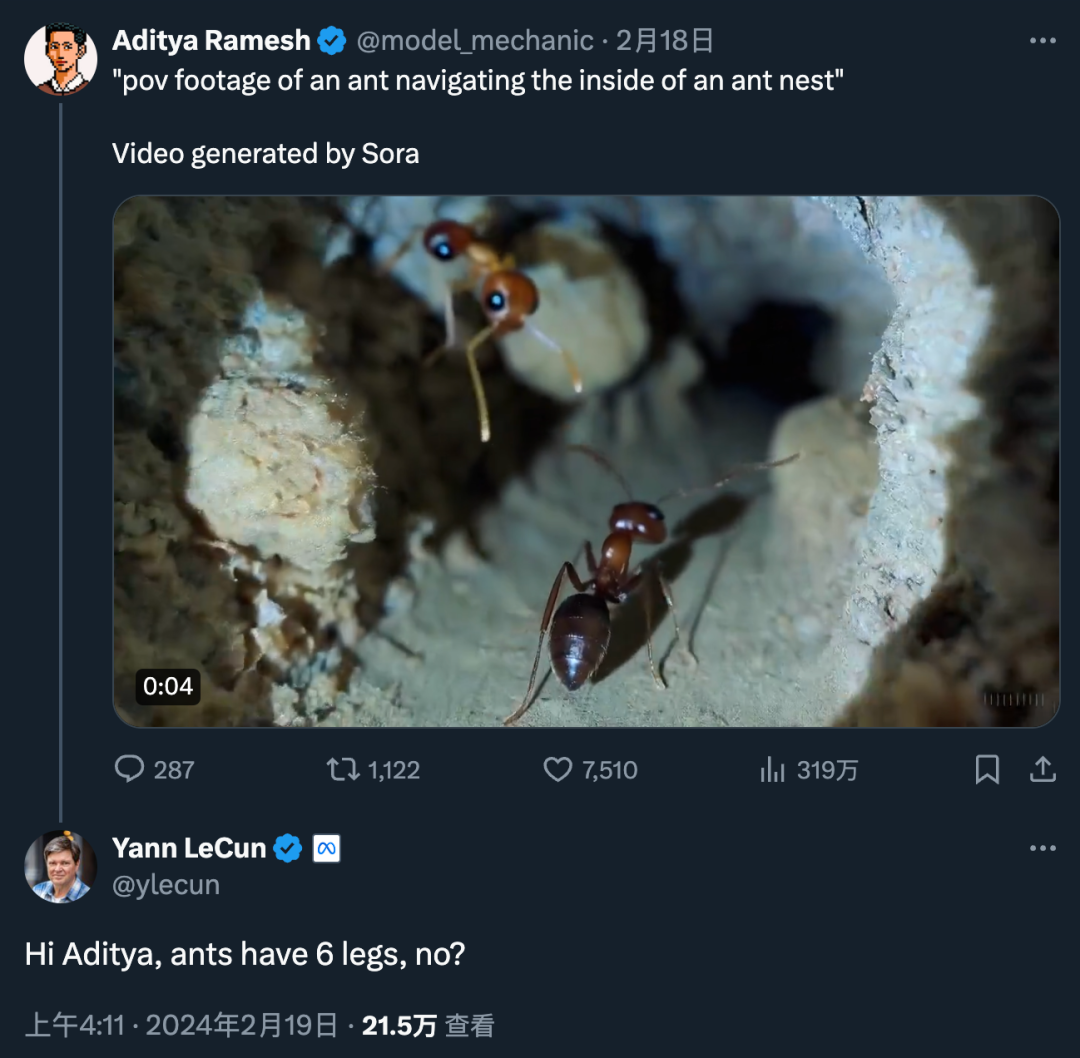 Aditya Ramesh @model_mechanic · 2月18日
"pov footage of an ant navigating the inside of an ant nest"
Video generated by Sora
0:04
287 1,122 7,510 319万
Yann LeCun
@ylecun
Hi Aditya, ants have 6 legs, no?
上午4:11 · 2024年2月19日 · 21.5万 查看